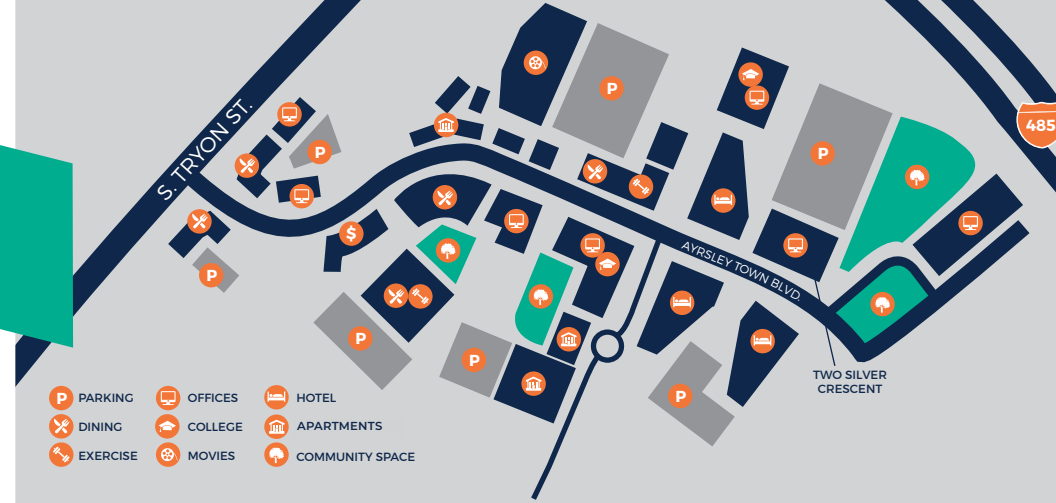 S. TRYON ST.
485
P
P
P
P
$
P
P
P
AYRSLEY TOWN BLVD.
TWO SILVER
CRESCENT
P PARKING
OFFICES
HOTEL
DINING
COLLEGE
APARTMENTS
EXERCISE
MOVIES
COMMUNITY SPACE